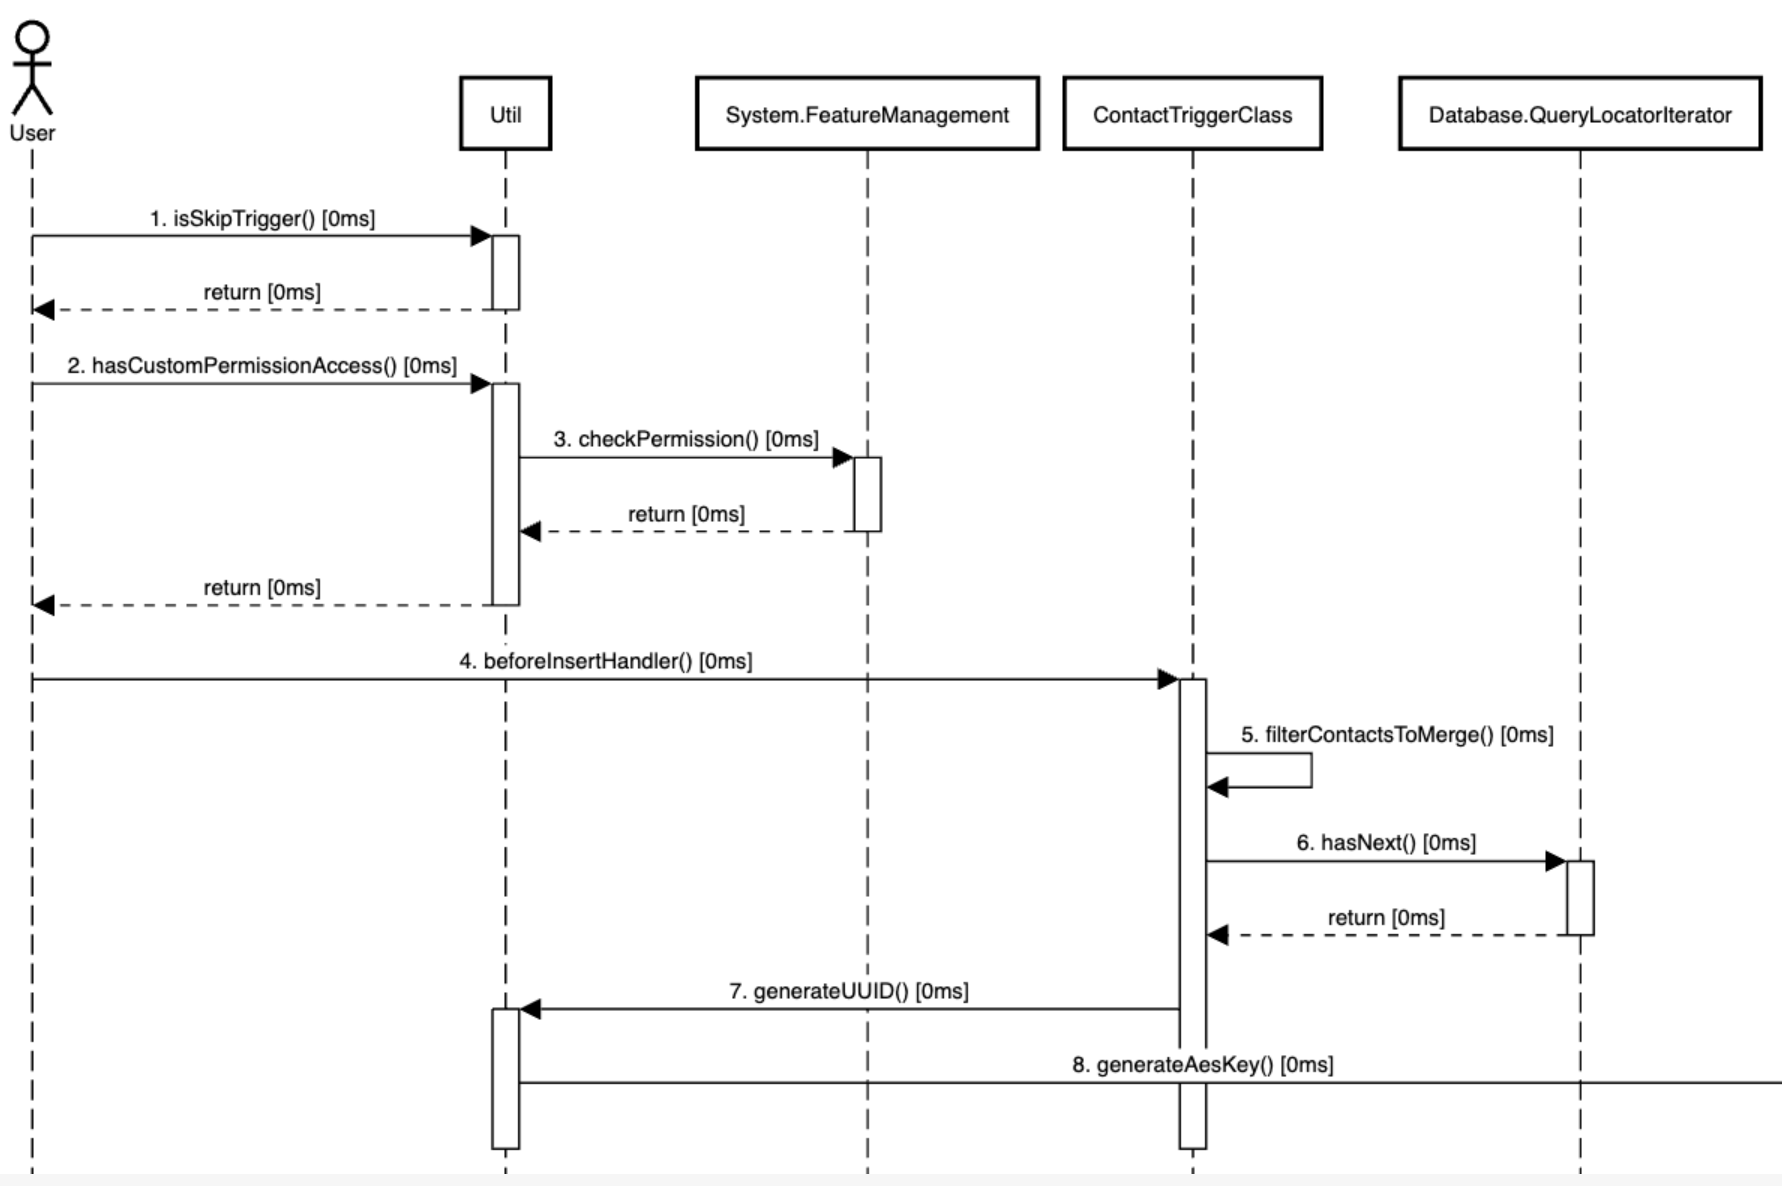 User
Util
System.FeatureManagement
ContactTriggerClass
Database.QueryLocatorIterator
1. isSkipTrigger() [0ms]
return [0ms]
2. hasCustomPermissionAccess() [0ms]
3. checkPermission() [0ms]
return [0ms]
return [0ms]
4. beforeInsertHandler() [0ms]
5. filterContactsToMerge() [0ms]
6. hasNext() [0ms]
return [0ms]
7. generateUUID() [0ms]
8. generateAesKey() [0ms]